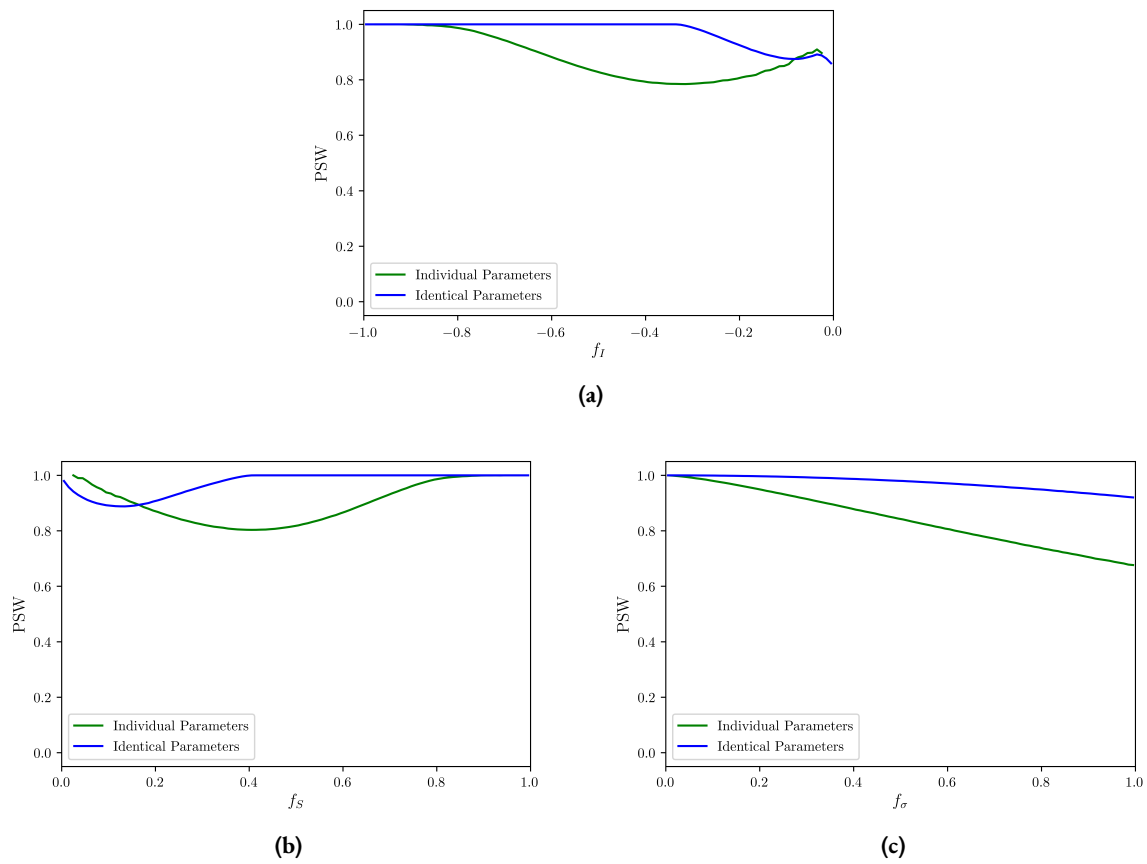 1.0
0.8
0.6
0.4
0.2
0.0
PSW
Individual Parameters
Identical Parameters
−1.0 −0.8 −0.6 −0.4 −0.2 0.0
f_I
(a)
1.0
0.8
0.6
0.4
0.2
0.0
PSW
Individual Parameters
Identical Parameters
0.0 0.2 0.4 0.6 0.8 1.0
f_S
(b)
1.0
0.8
0.6
0.4
0.2
0.0
PSW
Individual Parameters
Identical Parameters
0.0 0.2 0.4 0.6 0.8 1.0
f_σ
(c)